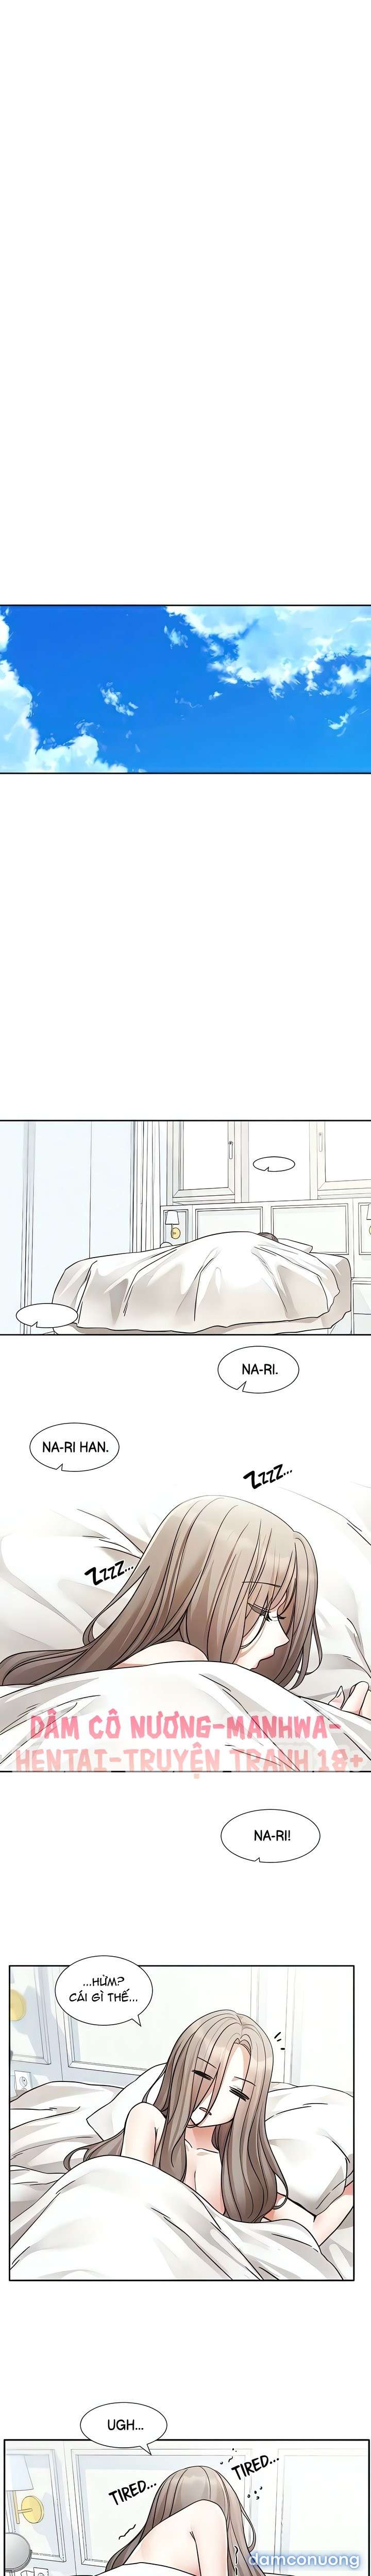 NA-RI.
NA-RI HAN.
ZZZZ...
ZZZZ...
DÂM CÔ NƯƠNG-MANHWA-
HENTAI-TRUYỆN TRANH 18+
NA-RI!
...HỪM?
CÁI GÌ THẾ...
UGH...
TIRED...
TIRED...
damconuong